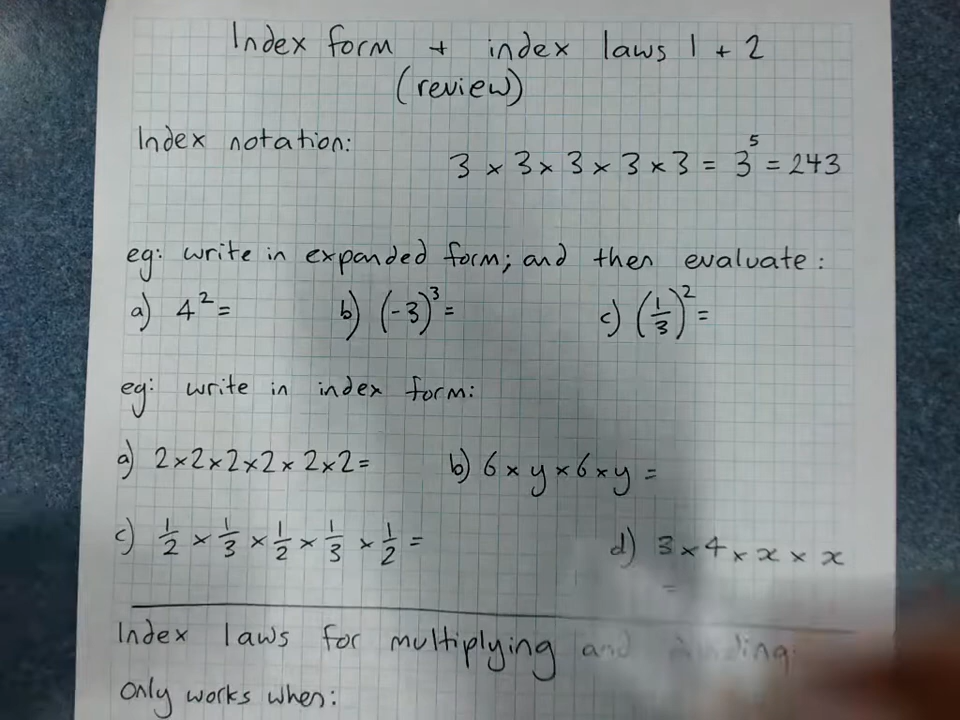 Index form + index laws 1 + 2
(review)
Index notation:
3 × 3 × 3 × 3 × 3 = 3⁵ = 243
eg: write in expanded form; and then evaluate:
a) 4² = b) (-3)³ = c) (1/3)² =
eg: write in index form:
a) 2×2×2×2×2×2= b) 6 × y × 6 × y =
c) 1/2 × 1/3 × 1/2 × 1/3 × 1/2 = d) 3 × 4 × x × x
=
Index laws for multiplying and
only works when: